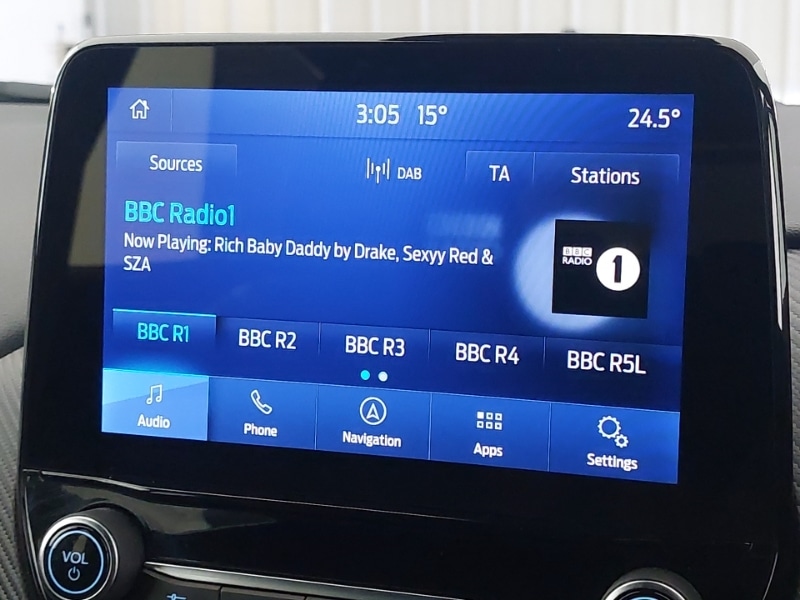 3:05 15°
24.5°
Sources
DAB
TA
Stations
BBC Radio1
Now Playing: Rich Baby Daddy by Drake, Sexyy Red &
SZA
BBC
RADIO
1
BBC R1
BBC R2
BBC R3
BBC R4
BBC R5L
Audio
Phone
Navigation
Apps
Settings
VOL